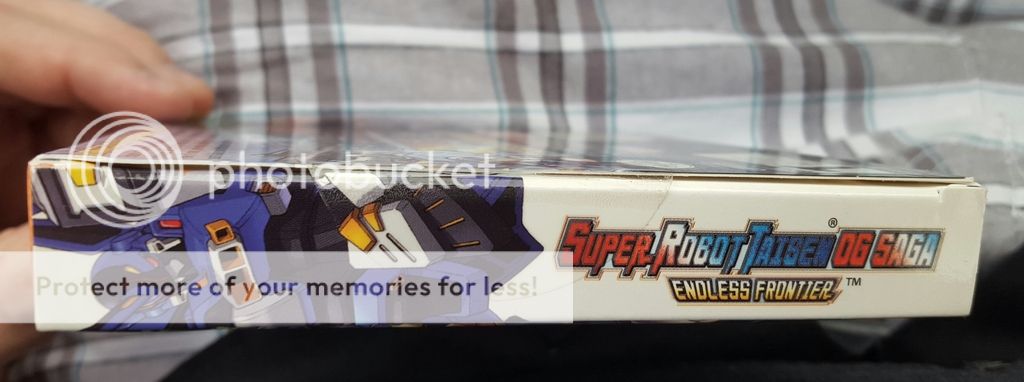 photobucket
Protect more of your memories for less!
SUPER ROBOT TAISEN® OG SAGA
ENDLESS FRONTIER™